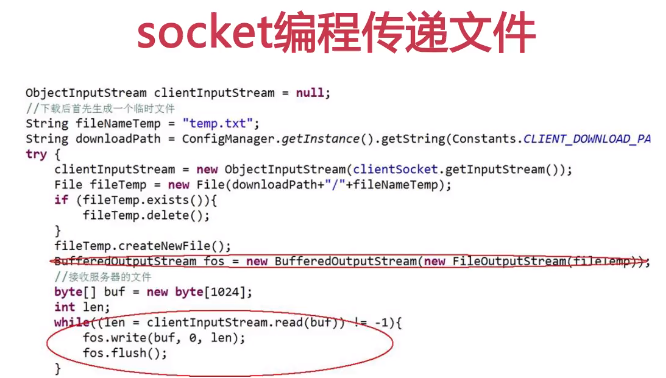 socket编程传递文件
ObjectInputStream clientInputStream = null;
//下载后首先生成一个临时文件
String fileNameTemp = "temp.txt";
String downloadPath = ConfigManager.getInstance().getString(Constants.CLIENT_DOWNLOAD_PA
try {
clientInputStream = new ObjectInputStream(clientSocket.getInputStream());
File fileTemp = new File(downloadPath+"/"+fileNameTemp);
if (fileTemp.exists()){
fileTemp.delete();
}
fileTemp.createNewFile();
BufferedOutputStream fos = new BufferedOutputStream(new FileOutputStream(fileTemp));
//接收服务器的文件
byte[] buf = new byte[1024];
int len;
while((len = clientInputStream.read(buf)) != -1){
fos.write(buf, 0, len);
fos.flush();
}